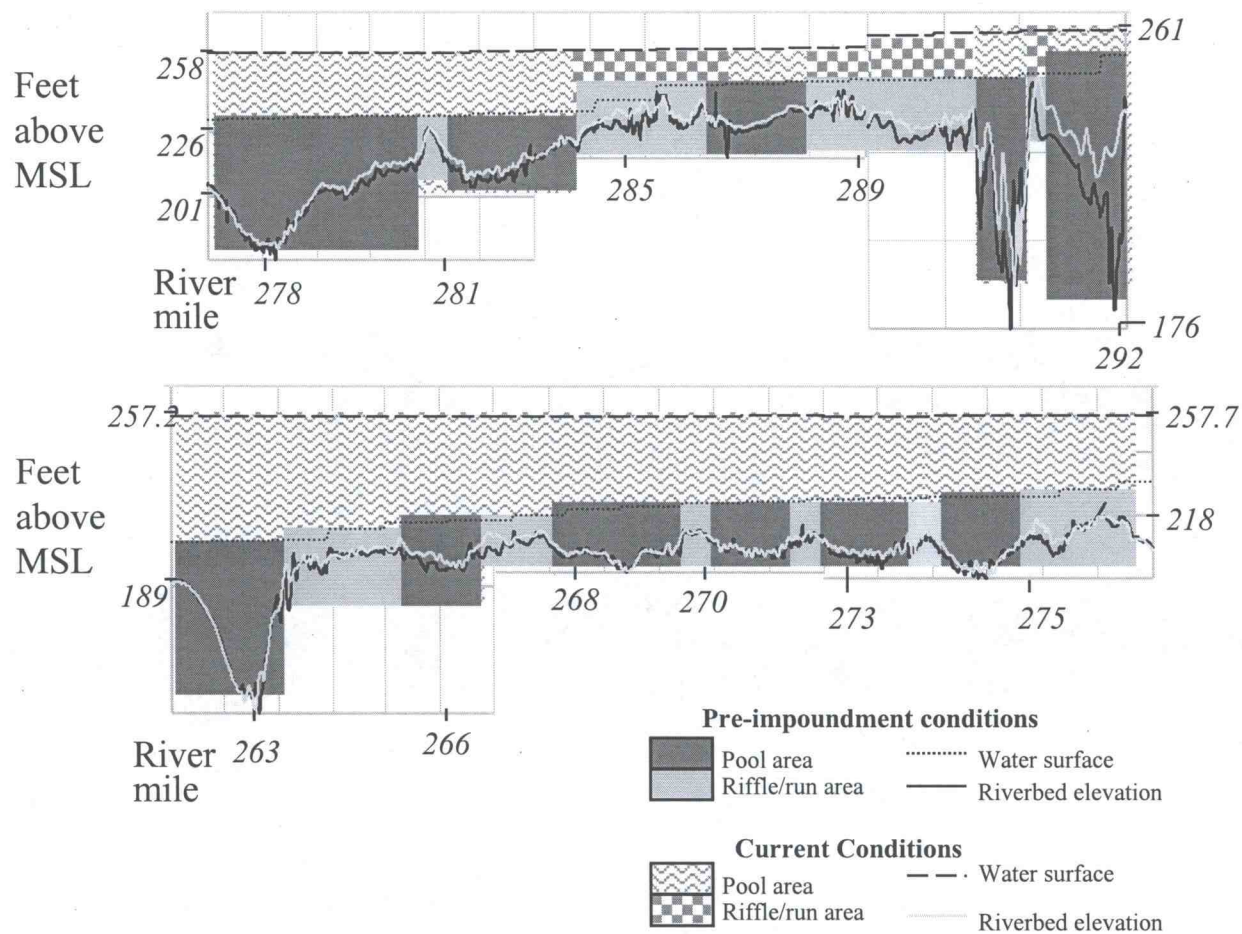 261
258
Feet
above
MSL
226
201
285
289
River
mile
278
281
176
292
257.2
257.7
Feet
above
MSL
218
189
268
270
273
275
River
mile
263
266
Pre-impoundment conditions
Pool area
Water surface
Riffle/run area
Riverbed elevation
Current Conditions
Pool area
Water surface
Riffle/run area
Riverbed elevation